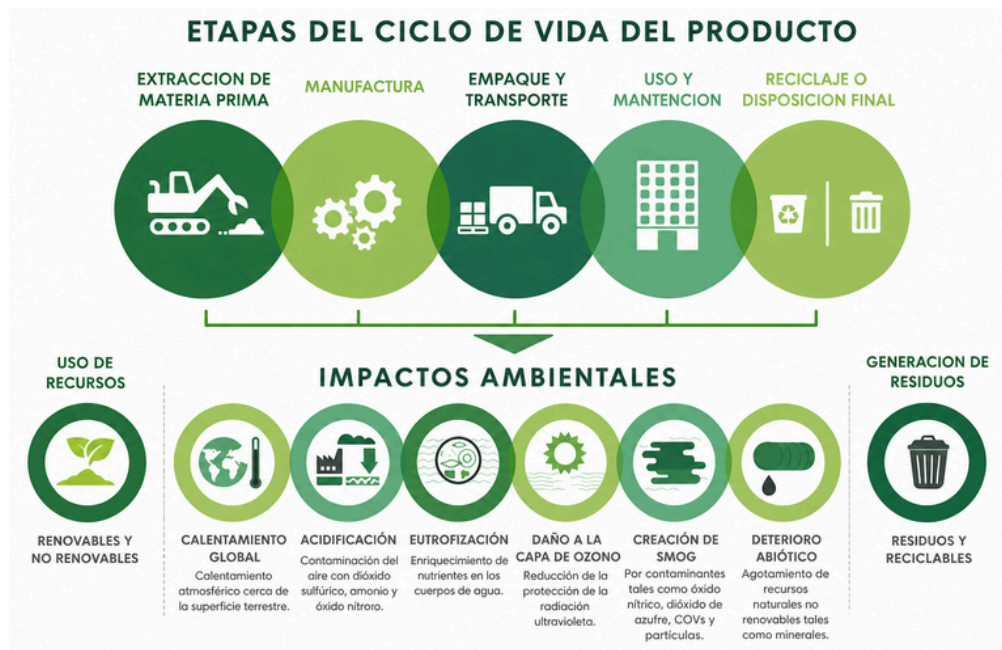 ETAPAS DEL CICLO DE VIDA DEL PRODUCTO
EXTRACCION DE
MATERIA PRIMA
MANUFACTURA
EMPAQUE Y
TRANSPORTE
USO Y
MANTENCION
RECICLAJE O
DISPOSICION FINAL
USO DE
RECURSOS
RENOVABLES Y
NO RENOVABLES
IMPACTOS AMBIENTALES
CALENTAMIENTO
GLOBAL
Calentamiento
atmosférico cerca de
la superficie terrestre.
ACIDIFICACIÓN
Contaminación del
aire con dióxido
sulfúrico, amonio y
óxido nítroro.
EUTROFIZACIÓN
Enriquecimiento de
nutrientes en los
cuerpos de agua.
DAÑO A LA
CAPA DE OZONO
Reducción de la
protección de la
radiación
ultravioleta.
CREACIÓN DE
SMOG
Por contaminantes
tales como óxido
nítrico, dióxido de
azufre, COVs y
partículas.
DETERIORO
ABIÓTICO
Agotamiento de
recursos
naturales no
renovables tales
como minerales.
GENERACION DE
RESIDUOS
RESIDUOS Y
RECICLABLES